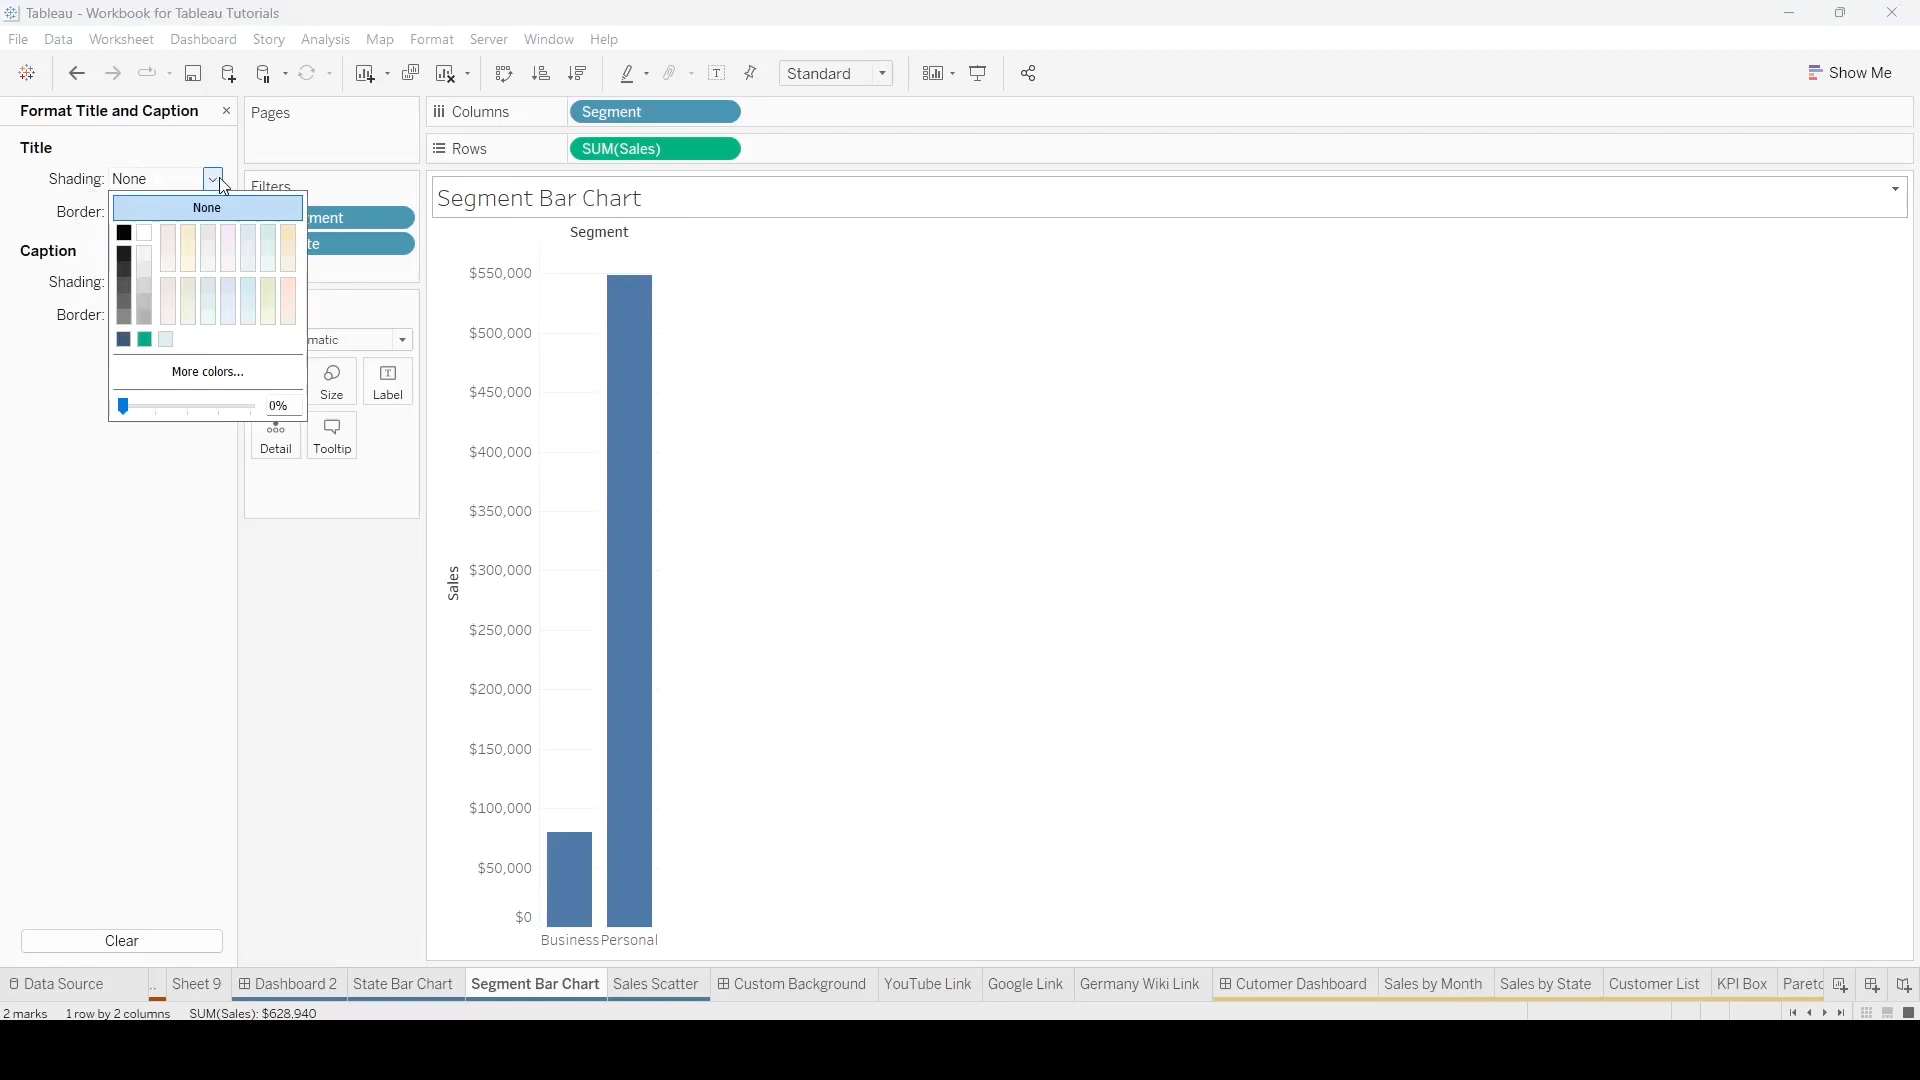 Tableau - Workbook for Tableau Tutorials
File Data Worksheet Dashboard Story Analysis Map Format Server Window Help
Standard
Show Me
Format Title and Caption
Title
Shading: None
None
Border:
Caption
Shading:
Border:
More colors...
0%
Clear
Pages
Filters
ment
te
matic
Size
Label
Detail
Tooltip
Columns
Segment
Rows
SUM(Sales)
Segment Bar Chart
Segment
$550,000
$500,000
$450,000
$400,000
$350,000
$300,000
$250,000
$200,000
$150,000
$100,000
$50,000
$0
Sales
Business Personal
Data Source .. Sheet 9 Dashboard 2 State Bar Chart Segment Bar Chart Sales Scatter Custom Background YouTube Link Google Link Germany Wiki Link Cutomer Dashboard Sales by Month Sales by State Customer List KPI Box Pareto
2 marks 1 row by 2 columns SUM(Sales): $628,940